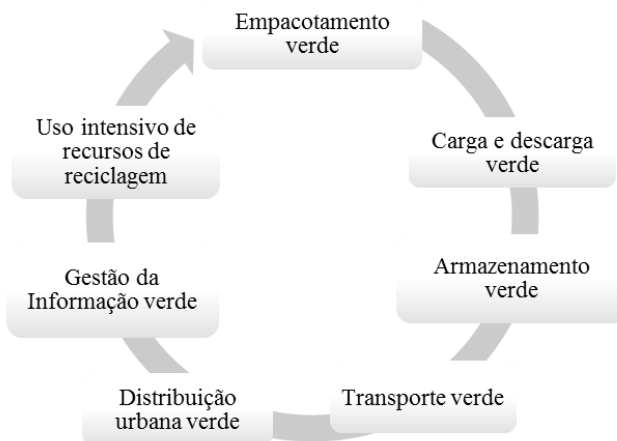 Empacotamento
verde
Carga e descarga
verde
Armazenamento
verde
Transporte verde
Distribuição
urbana verde
Gestão da
Informação verde
Uso intensivo de
recursos de
reciclagem